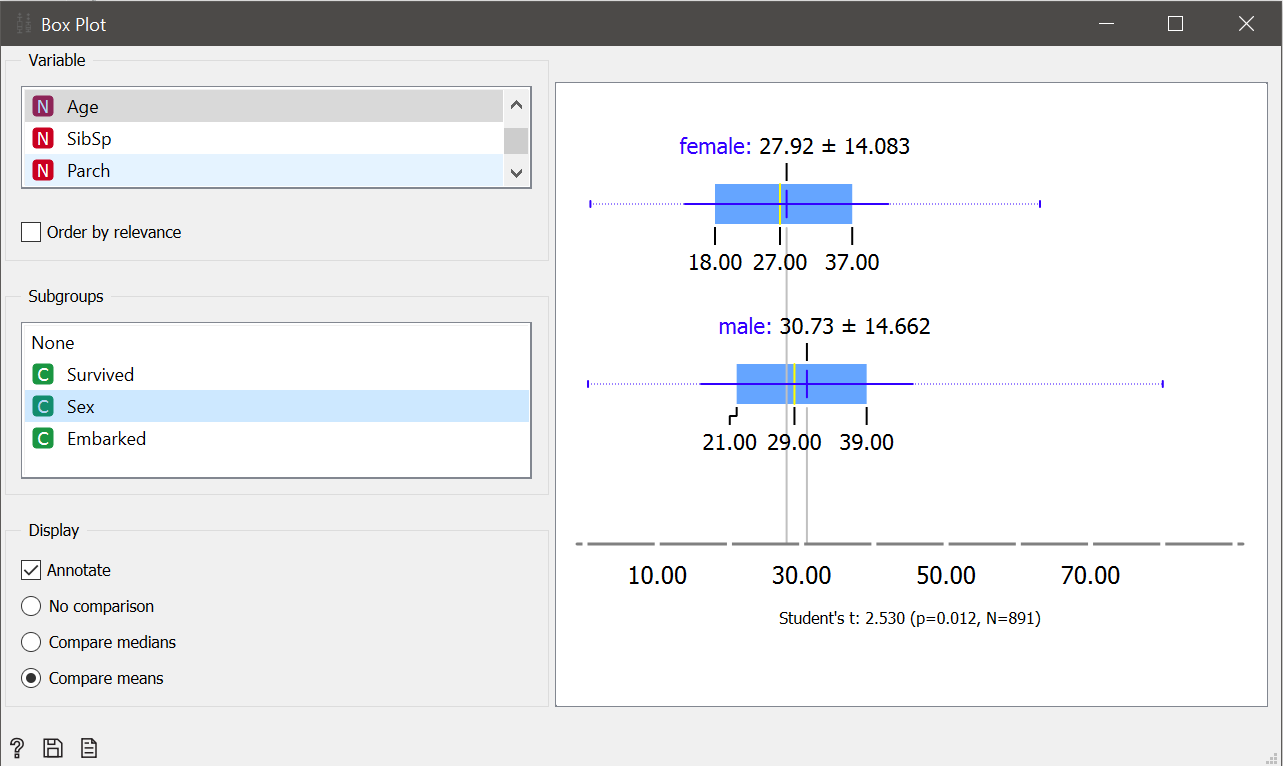 Box Plot
Variable
N Age
N SibSp
N Parch
Order by relevance
Subgroups
None
C Survived
C Sex
C Embarked
Display
Annotate
No comparison
Compare medians
Compare means
?
female: 27.92 ± 14.083
18.00 27.00 37.00
male: 30.73 ± 14.662
21.00 29.00 39.00
10.00 30.00 50.00 70.00
Student's t: 2.530 (p=0.012, N=891)